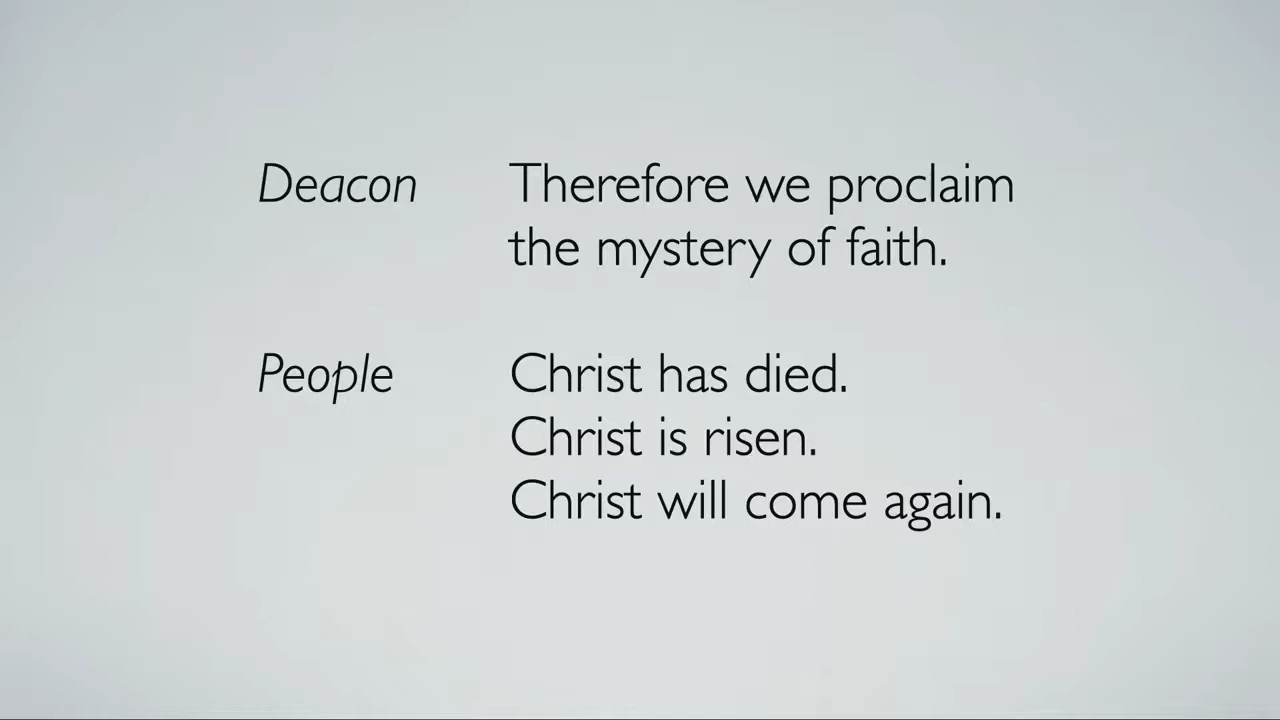 Deacon Therefore we proclaim
the mystery of faith.
People Christ has died.
Christ is risen.
Christ will come again.